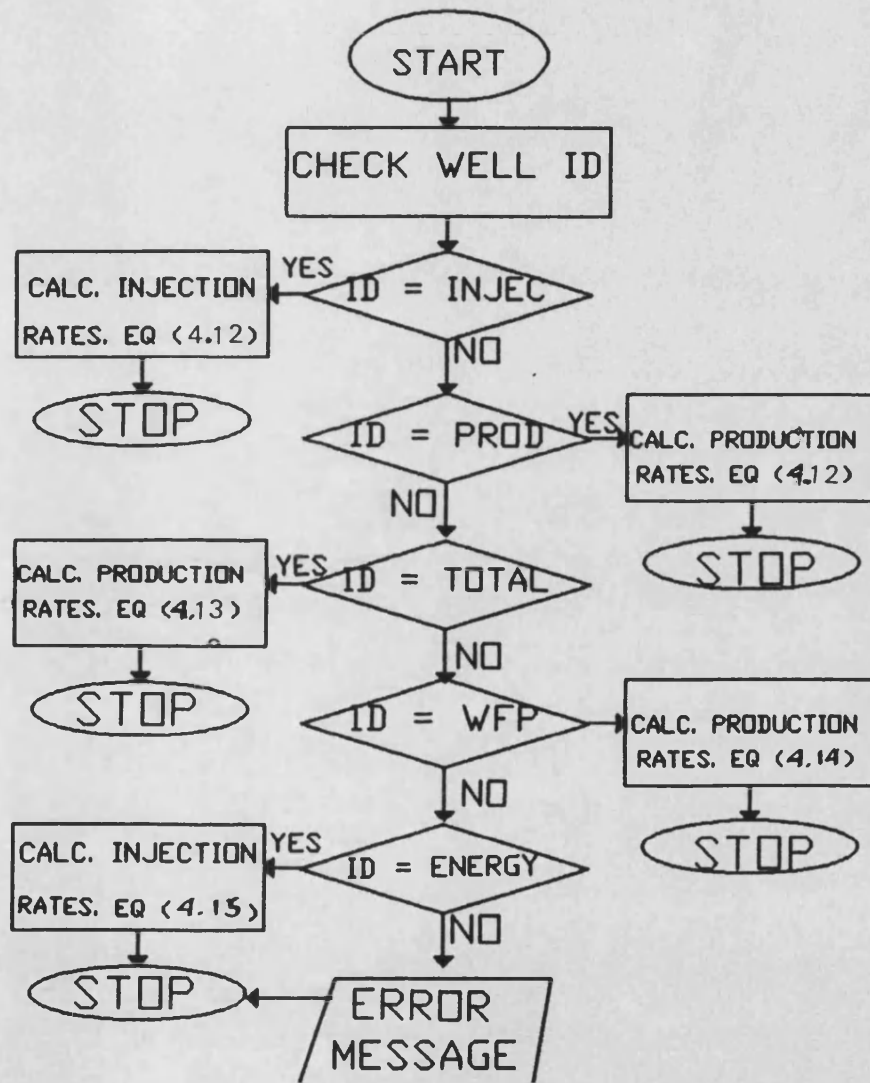 START
CHECK WELL ID
YES
ID = INJEC
CALC. INJECTION
RATES. EQ (4.12)
NO
STOP
ID = PROD
YES
CALC. PRODUCTION
RATES. EQ (4.12)
NO
STOP
YES
ID = TOTAL
CALC. PRODUCTION
RATES. EQ (4.13)
NO
STOP
ID = WFP
CALC. PRODUCTION
RATES. EQ (4.14)
NO
STOP
YES
ID = ENERGY
CALC. INJECTION
RATES. EQ (4.15)
NO
STOP
ERROR
MESSAGE